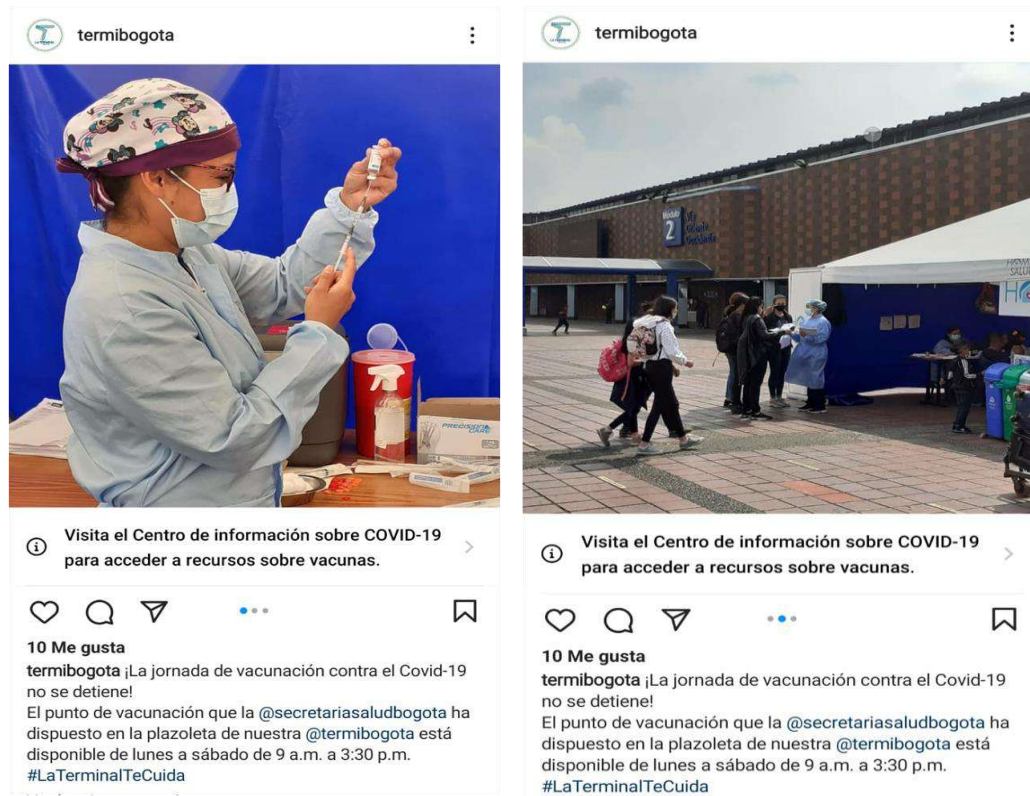 termibogota
PRECISION
CARE
Visita el Centro de información sobre COVID-19
para acceder a recursos sobre vacunas.
10 Me gusta
termibogota ¡La jornada de vacunación contra el Covid-19
no se detiene!
El punto de vacunación que la @secretariasaludbogota ha
dispuesto en la plazoleta de nuestra @termibogota está
disponible de lunes a sábado de 9 a.m. a 3:30 p.m.
#LaTerminalTeCuida
termibogota
Módulo
2
Visita el Centro de información sobre COVID-19
para acceder a recursos sobre vacunas.
10 Me gusta
termibogota ¡La jornada de vacunación contra el Covid-19
no se detiene!
El punto de vacunación que la @secretariasaludbogota ha
dispuesto en la plazoleta de nuestra @termibogota está
disponible de lunes a sábado de 9 a.m. a 3:30 p.m.
#LaTerminalTeCuida